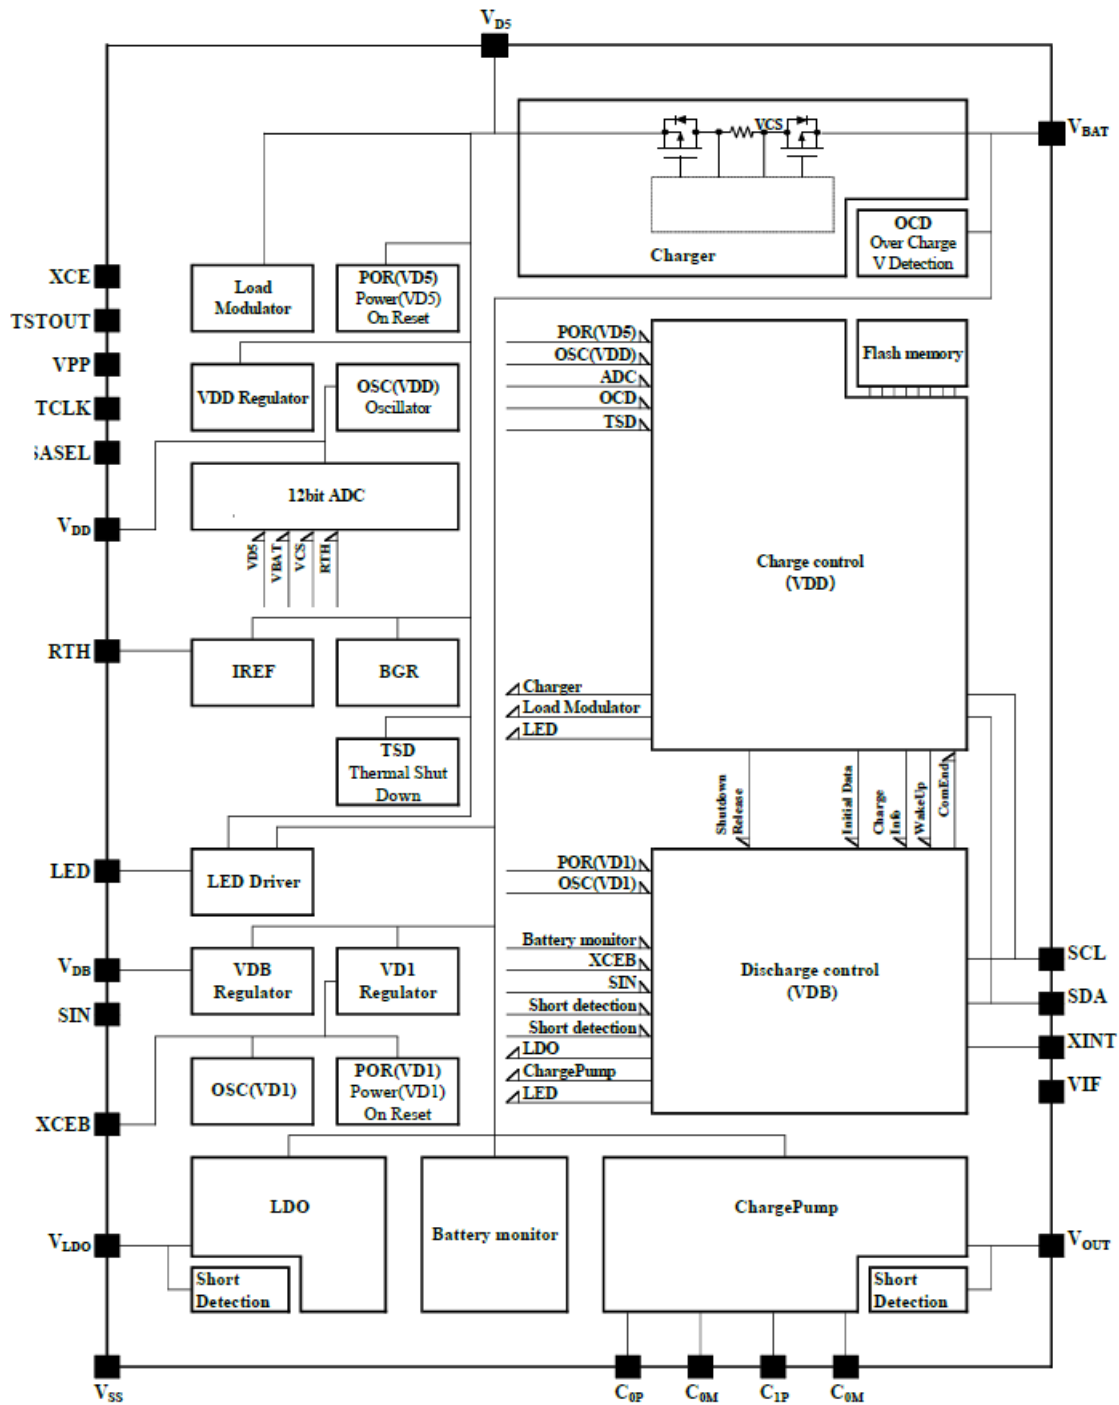 VD5
VBAT
VCS
Charger
OCD
Over Charge
V Detection
XCE
TSTOUT
VPP
TCLK
SASEL
VDD
Load
Modulator
POR(VD5)
Power(VD5)
On Reset
VDD Regulator
OSC(VDD)
Oscillator
12bit ADC
VD5
VBAT
VCS
RTH
RTH
IREF
BGR
TSD
Thermal Shut
Down
POR(VD5)
OSC(VDD)
ADC
OCD
TSD
Flash memory
Charge control
(VDD)
Charger
Load Modulator
LED
Shutdown
Release
Initial Data
Charge
Info
WakeUp
ComEnd
LED
LED Driver
POR(VD1)
OSC(VD1)
Battery monitor
XCEB
SIN
Short detection
Short detection
LDO
ChargePump
LED
Discharge control
(VDB)
SCL
SDA
XINT
VIF
VDB
SIN
VDB
Regulator
VD1
Regulator
OSC(VD1)
POR(VD1)
Power(VD1)
On Reset
XCEB
LDO
Battery monitor
ChargePump
VLDO
VOUT
Short
Detection
Short
Detection
VSS
C0P
C0M
C1P
C0M